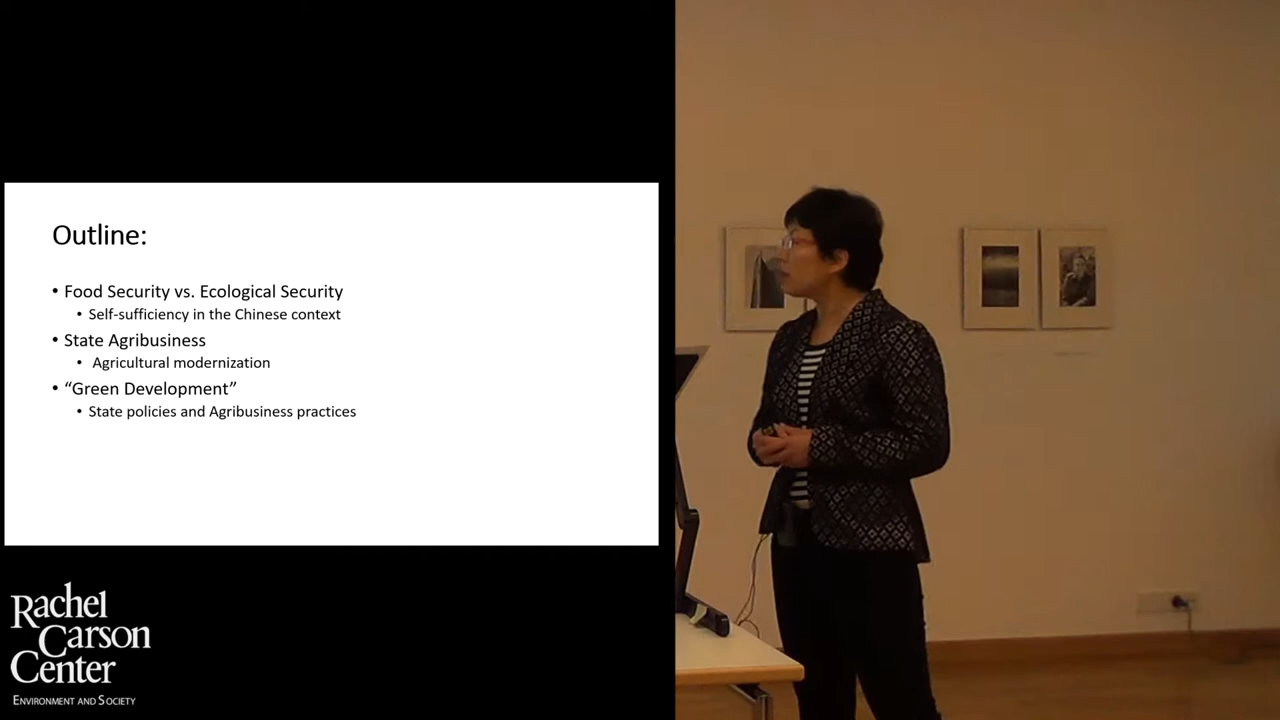 Outline:
• Food Security vs. Ecological Security
• Self-sufficiency in the Chinese context
• State Agribusiness
• Agricultural modernization
• “Green Development”
• State policies and Agribusiness practices
Rachel
Carson
Center
Environment and Society